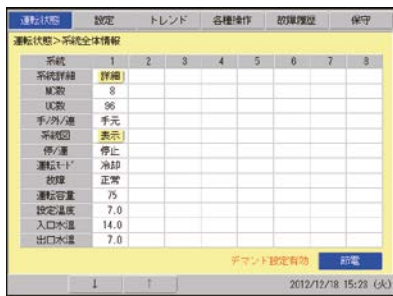 運転状態 設定 トレンド 各種操作 故障履歴 保守
運転状態>系統全体情報
系統 1 2 3 4 5 6 7 8
系統詳細 詳細
MC数 8
UC数 96
手/外/遠 手元
系統図 表示
停/運 停止
運転モード 冷却
故障 正常
運転容量 75
設定温度 7.0
入口水温 14.0
出口水温 7.0
デマンド設定有効 節電
↓ ↑ 2012/12/18 15:23 (火)